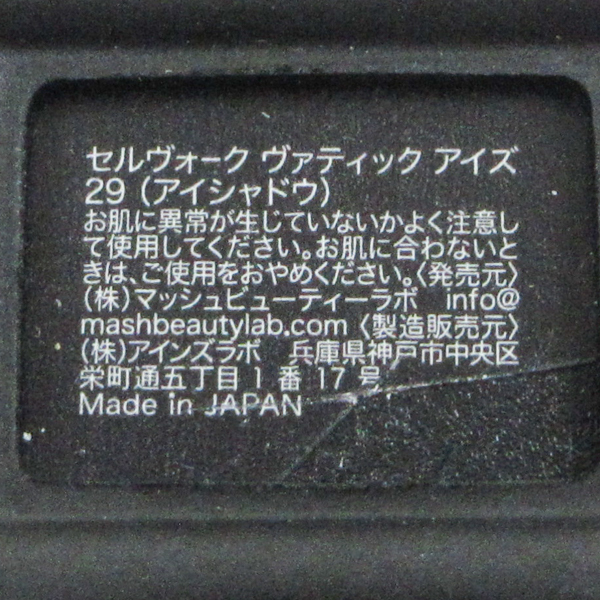 セルヴォーク ヴァティック アイズ
29（アイシャドウ）
お肌に異常が生じていないかよく注意し
て使用してください。お肌に合わないと
きは、ご使用をおやめください。〈発売元〉
(株)マッシュビューティーラボ　info@
mashbeautylab.com〈製造販売元〉
(株)アインズラボ　兵庫県神戸市中央区
栄町通五丁目 1 番 17 号
Made in JAPAN